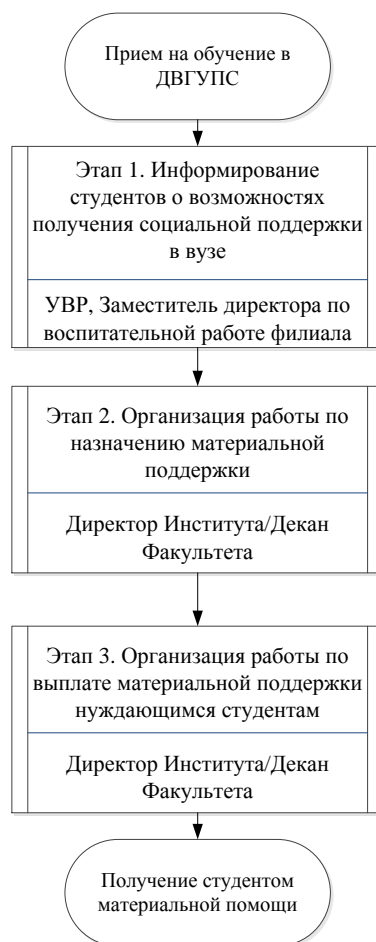 Прием на обучение в
ДВГУПС
Этап 1. Информирование
студентов о возможностях
получения социальной поддержки
в вузе
УВР, Заместитель директора по
воспитательной работе филиала
Этап 2. Организация работы по
назначению материальной
поддержки
Директор Института/Декан
Факультета
Этап 3. Организация работы по
выплате материальной поддержки
нуждающимся студентам
Директор Института/Декан
Факультета
Получение студентом
материальной помощи